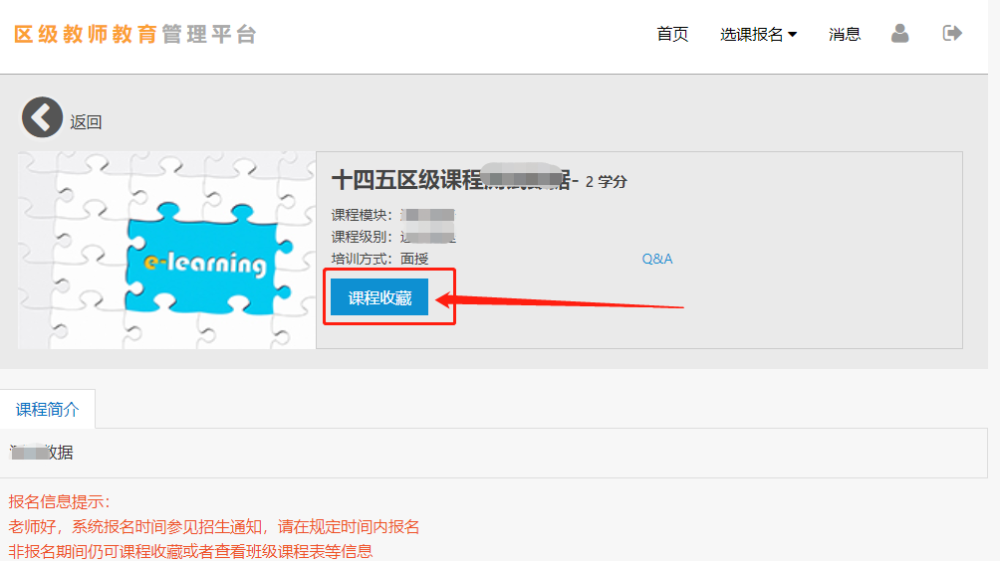 区级教师教育管理平台
首页 选课报名 消息
返回
e-learning
十四五区级课程 - 2 学分
课程模块：
课程级别：
培训方式：面授 Q&A
课程收藏
课程简介
数据
报名信息提示：
老师好，系统报名时间参见招生通知，请在规定时间内报名
非报名期间仍可课程收藏或者查看班级课程表等信息